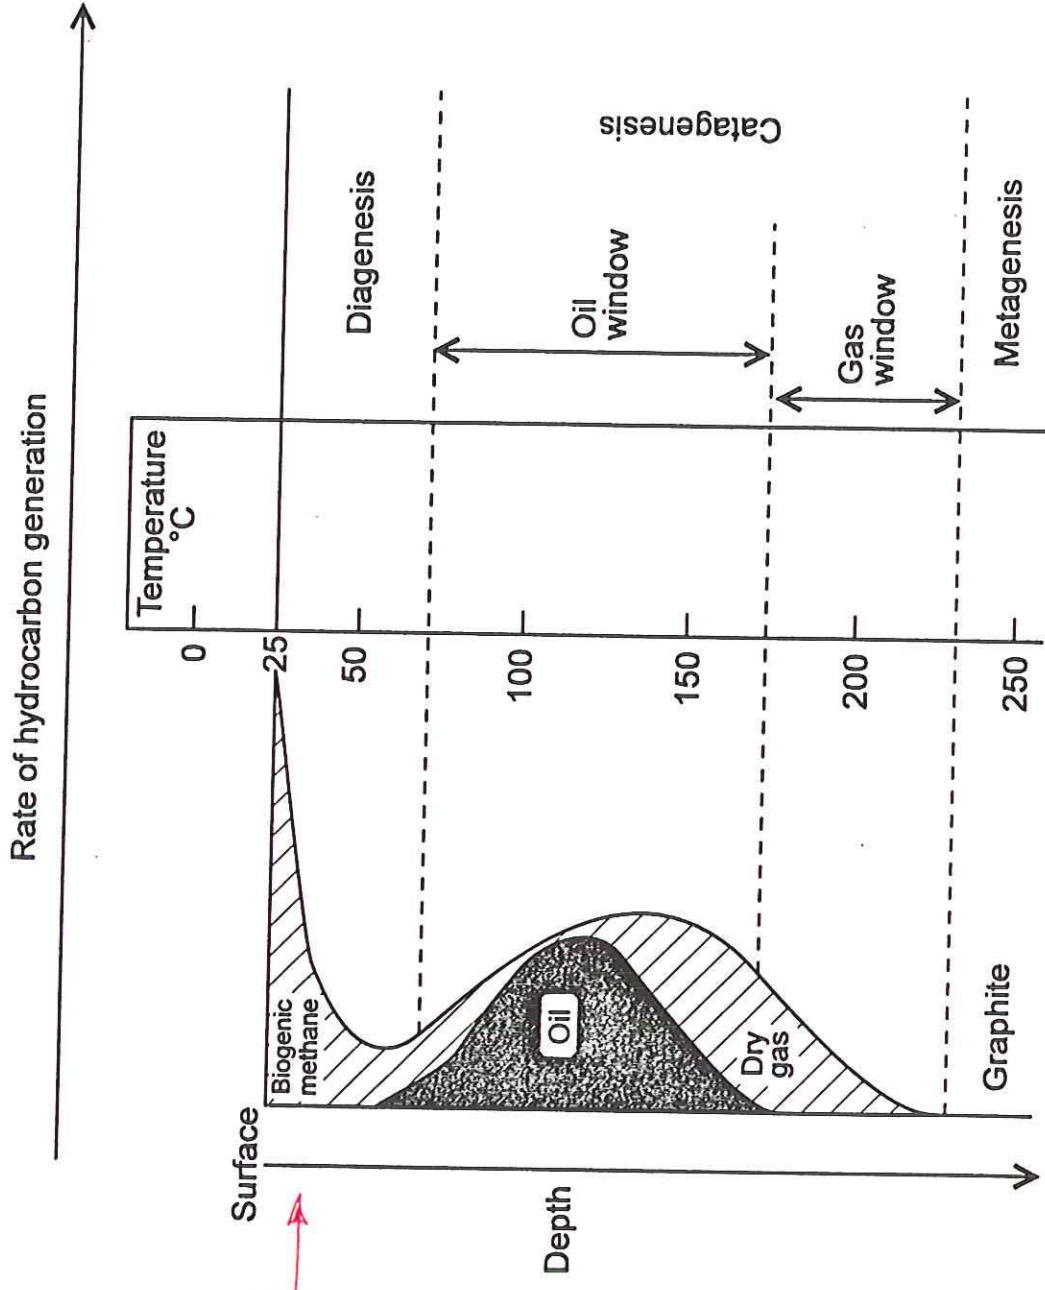 Rate of hydrocarbon generation
Temperature
°C
0
25
50
100
150
200
250
Surface
Depth
Biogenic
methane
Oil
Dry
gas
Graphite
Diagenesis
Oil
window
Gas
window
Catagenesis
Metagenesis